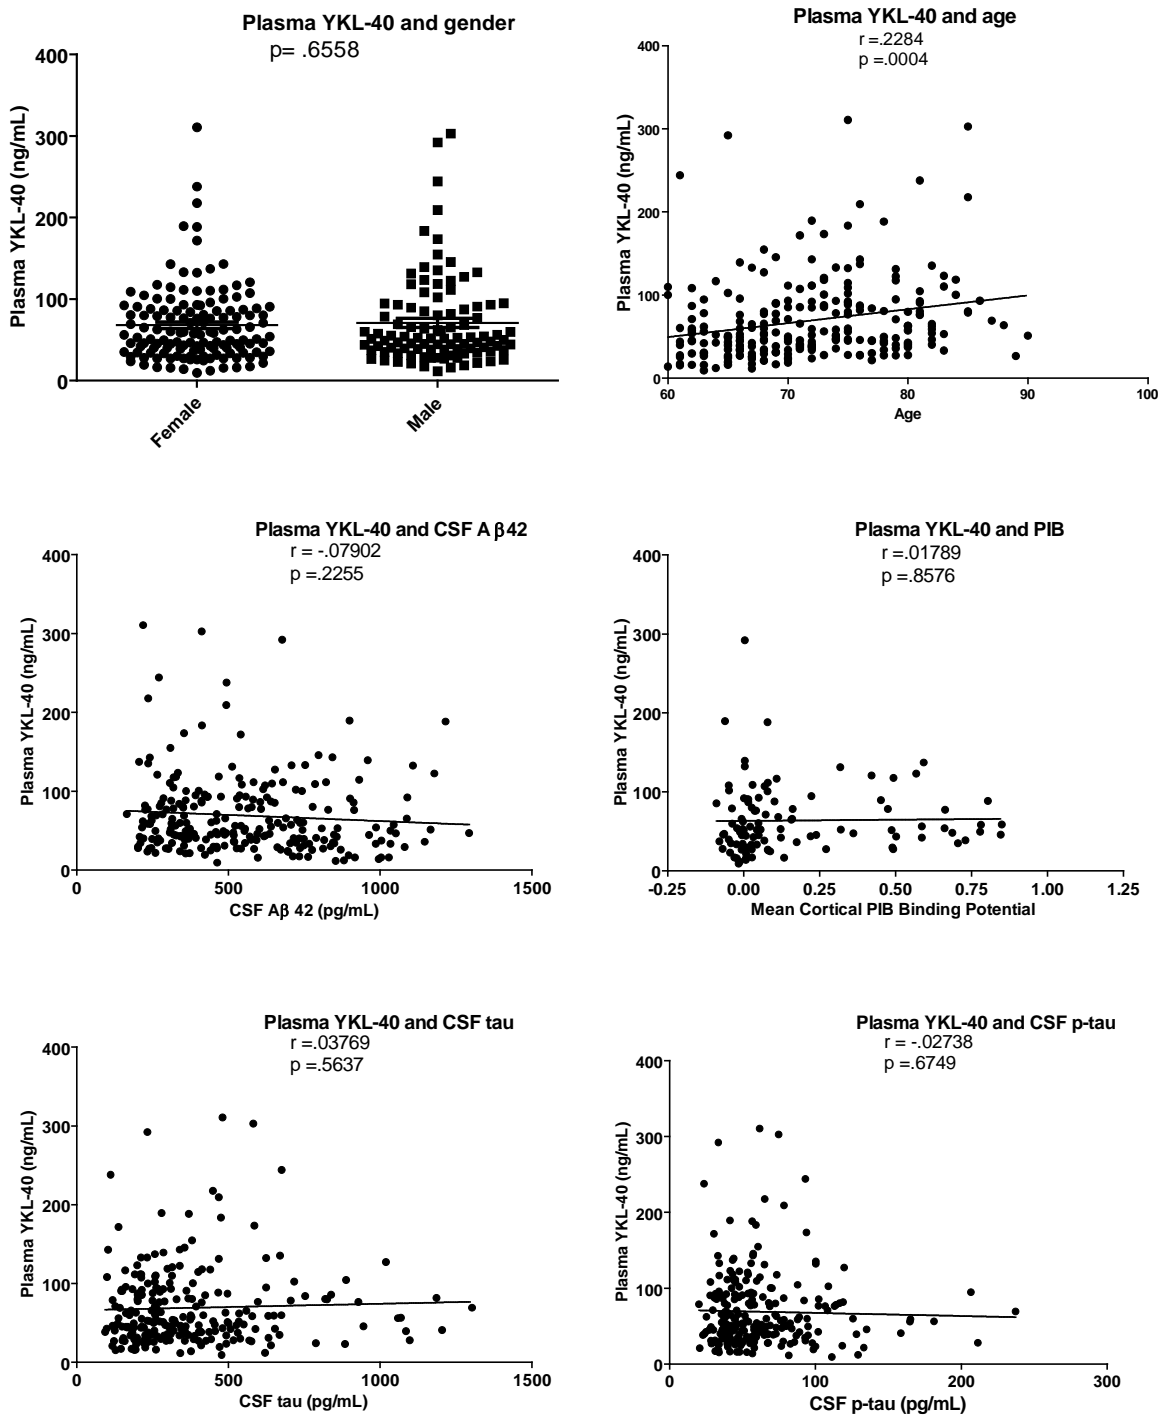 Plasma YKL-40 and gender
p= .6558
Plasma YKL-40 (ng/mL)
400
300
200
100
0
Female
Male
Plasma YKL-40 and age
r =.2284
p =.0004
Plasma YKL-40 (ng/mL)
400
300
200
100
0
60
70
80
90
100
Age
Plasma YKL-40 and CSF Aβ42
r = -.07902
p =.2255
Plasma YKL-40 (ng/mL)
400
300
200
100
0
0
500
1000
1500
CSF Aβ 42 (pg/mL)
Plasma YKL-40 and PIB
r =.01789
p =.8576
Plasma YKL-40 (ng/mL)
400
300
200
100
0
-0.25
0.00
0.25
0.50
0.75
1.00
1.25
Mean Cortical PIB Binding Potential
Plasma YKL-40 and CSF tau
r =.03769
p =.5637
Plasma YKL-40 (ng/mL)
400
300
200
100
0
0
500
1000
1500
CSF tau (pg/mL)
Plasma YKL-40 and CSF p-tau
r = -.02738
p =.6749
Plasma YKL-40 (ng/mL)
400
300
200
100
0
0
100
200
300
CSF p-tau (pg/mL)